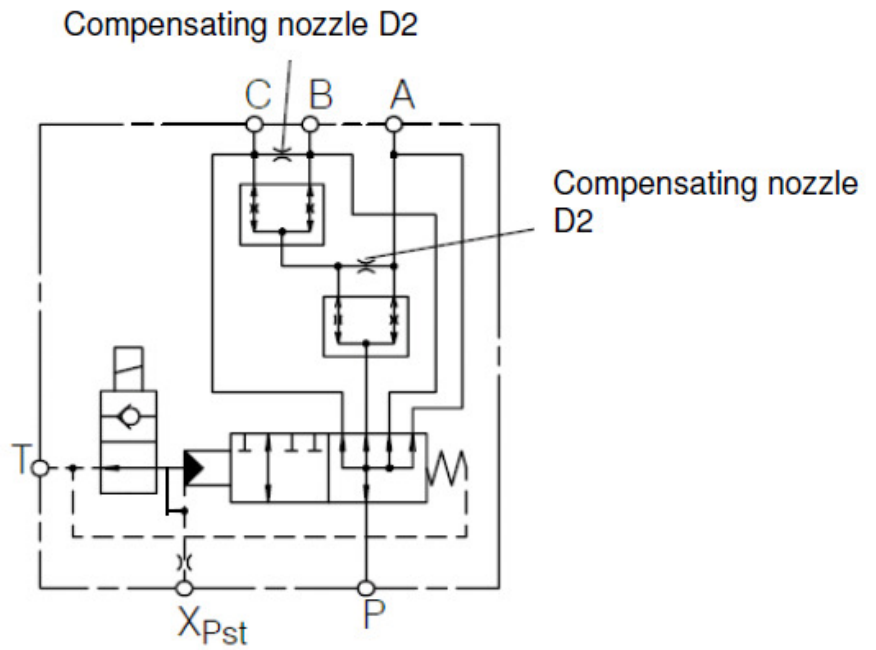 Compensating nozzle D2
C B A
Compensating nozzle
D2
T
XPst
P